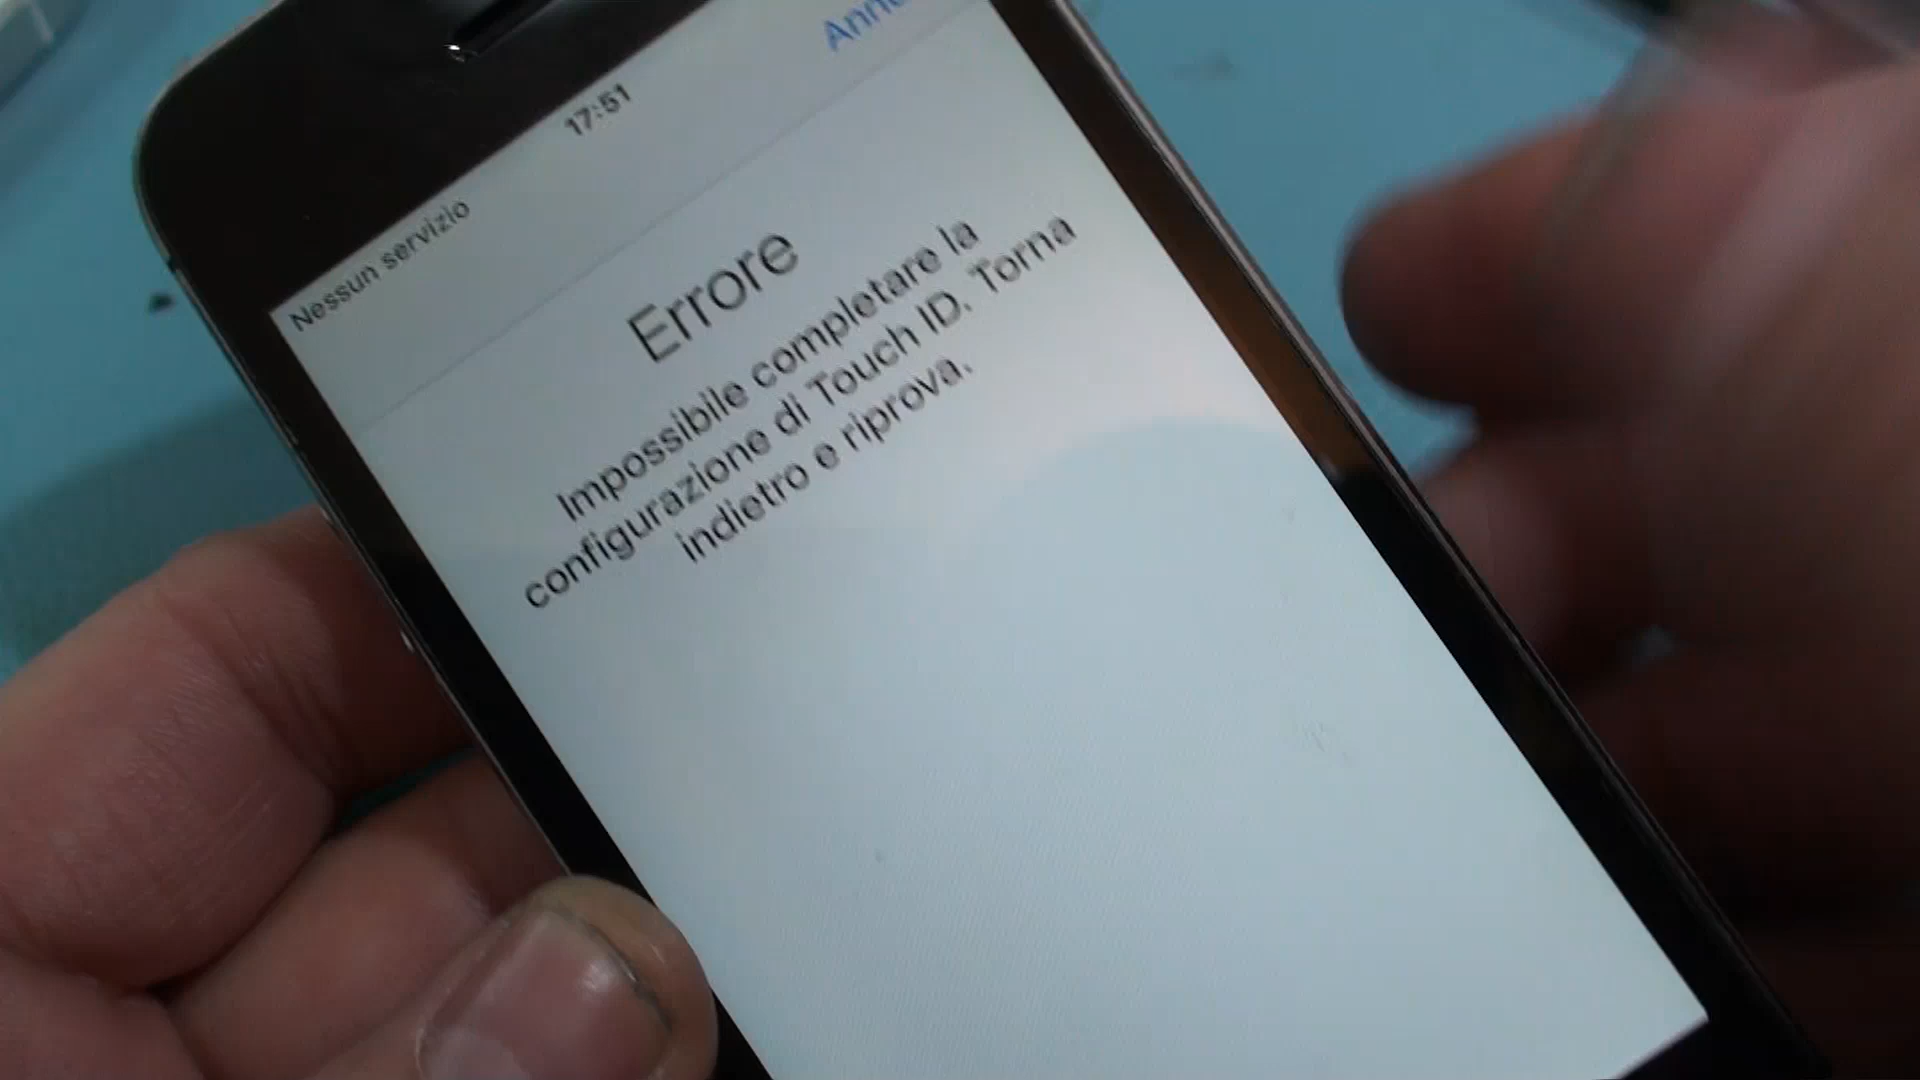 Nessun servizio
17:51
Errore
Impossibile completare la
configurazione di Touch ID. Torna
indietro e riprova.